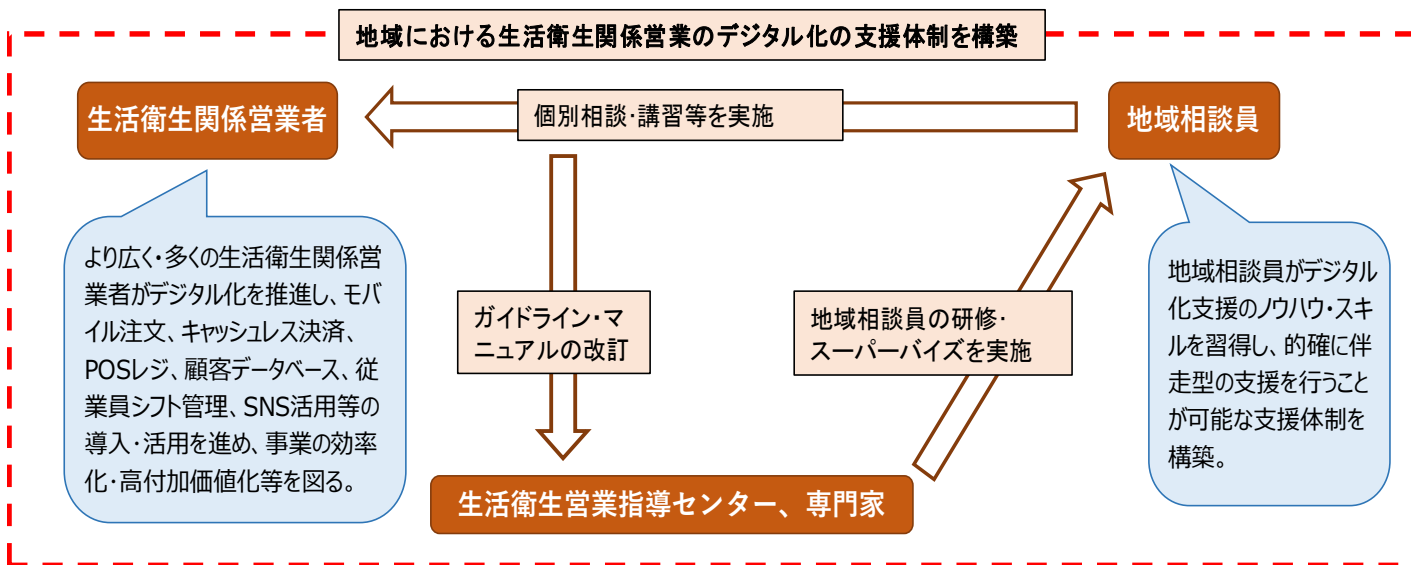 地域における生活衛生関係営業のデジタル化の支援体制を構築
生活衛生関係営業者
個別相談・講習等を実施
地域相談員
より広く・多くの生活衛生関係営
業者がデジタル化を推進し、モバ
イル注文、キャッシュレス決済、
POSレジ、顧客データベース、従
業員シフト管理、SNS活用等の
導入・活用を進め、事業の効率
化・高付加価値化等を図る。
ガイドライン・マ
ニュアルの改訂
地域相談員の研修・
スーパーバイズを実施
地域相談員がデジタル
化支援のノウハウ・スキ
ルを習得し、的確に伴
走型の支援を行うこと
が可能な支援体制を
構築。
生活衛生営業指導センター、専門家